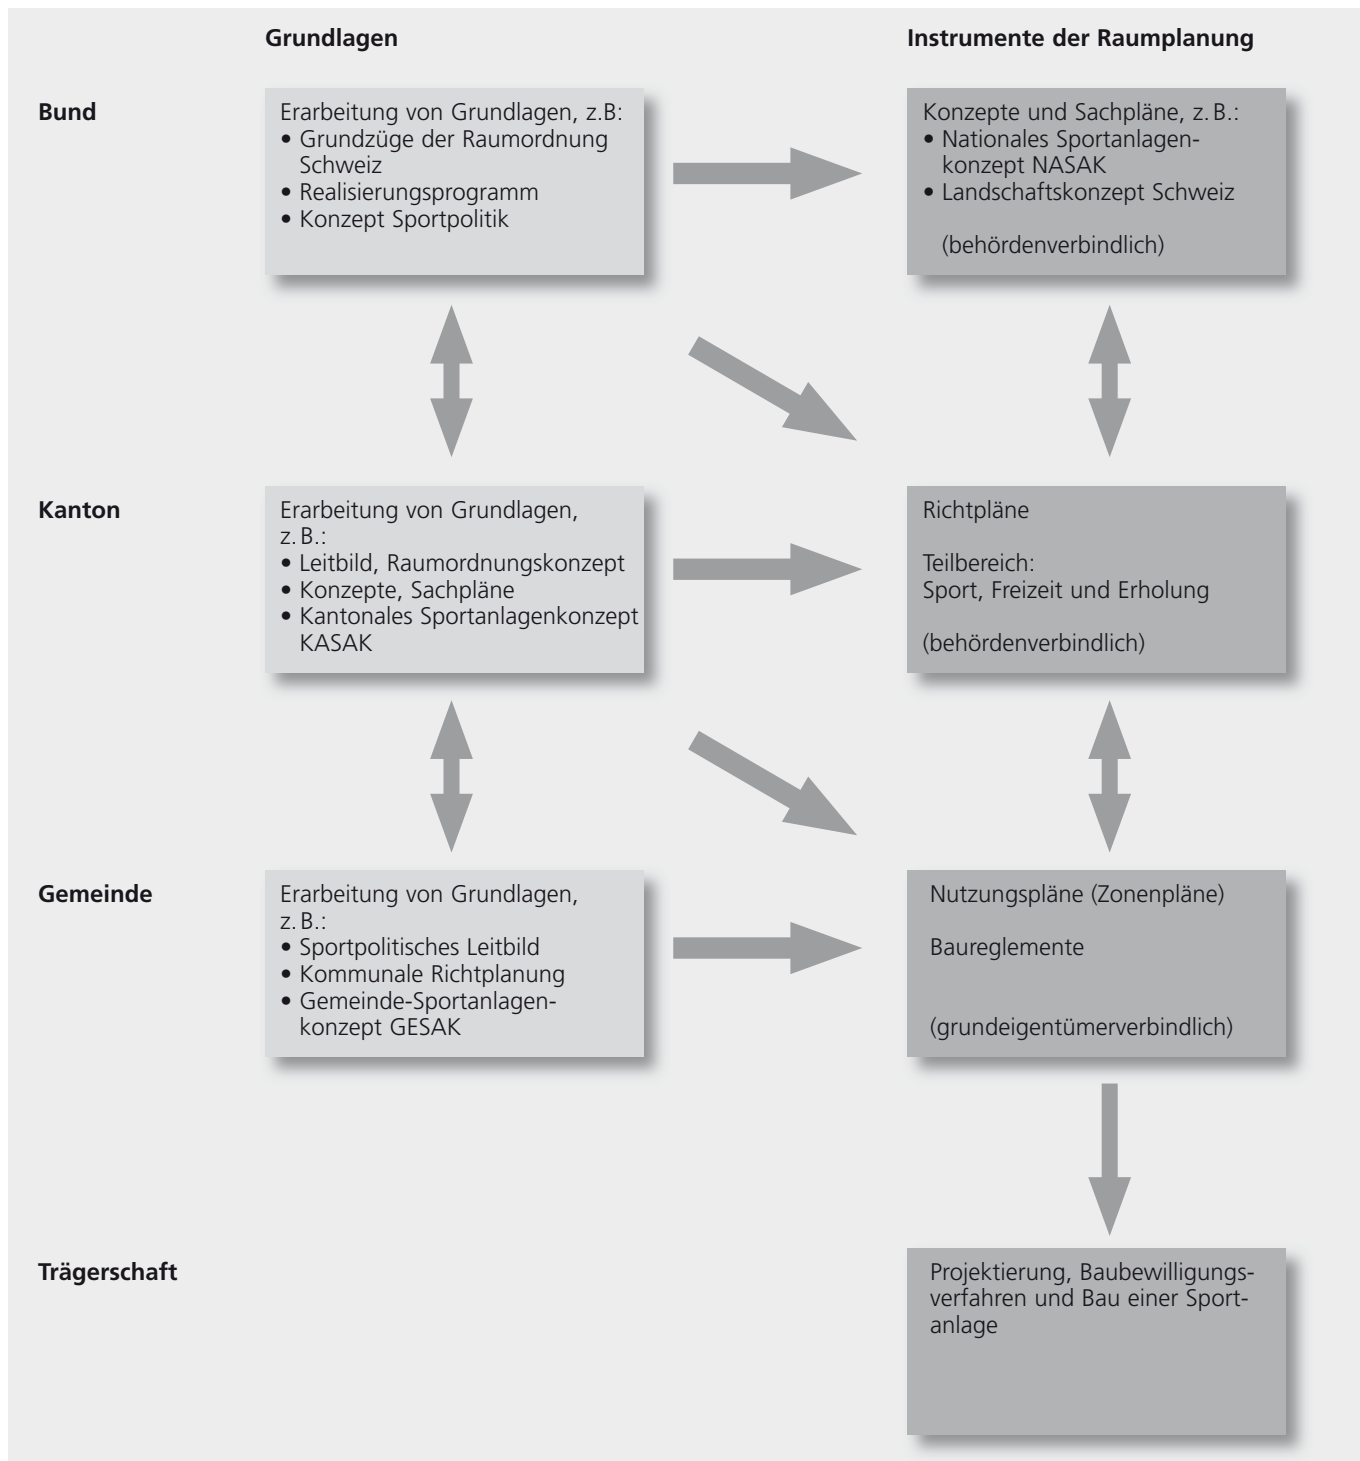 Grundlagen
Instrumente der Raumplanung
Bund
Erarbeitung von Grundlagen, z.B:
• Grundzüge der Raumordnung
Schweiz
• Realisierungsprogramm
• Konzept Sportpolitik
Konzepte und Sachpläne, z.B.:
• Nationales Sportanlagen-
konzept NASAK
• Landschaftskonzept Schweiz
(behördenverbindlich)
Kanton
Erarbeitung von Grundlagen,
z.B.:
• Leitbild, Raumordnungskonzept
• Konzepte, Sachpläne
• Kantonales Sportanlagenkonzept
KASAK
Richtpläne
Teilbereich:
Sport, Freizeit und Erholung
(behördenverbindlich)
Gemeinde
Erarbeitung von Grundlagen,
z.B.:
• Sportpolitisches Leitbild
• Kommunale Richtplanung
• Gemeinde-Sportanlagen-
konzept GESAK
Nutzungspläne (Zonenpläne)
Baureglemente
(grundeigentümerverbindlich)
Trägerschaft
Projektierung, Baubewilligungs-
verfahren und Bau einer Sport-
anlage